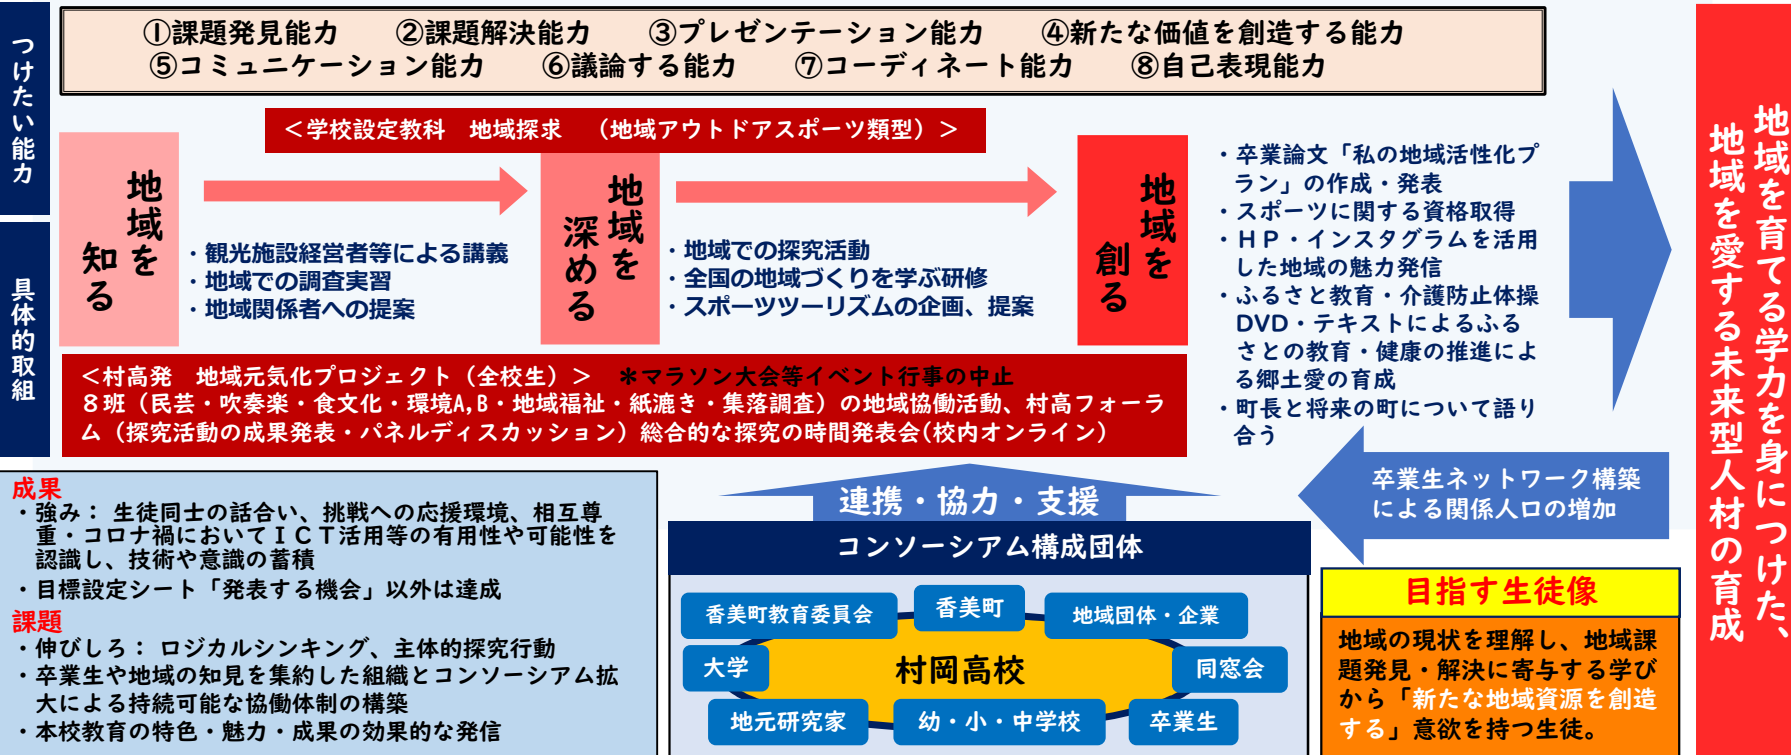 つけたい能力
①課題発見能力　②課題解決能力　③プレゼンテーション能力　④新たな価値を創造する能力
⑤コミュニケーション能力　⑥議論する能力　⑦コーディネート能力　⑧自己表現能力
具体的取組
＜学校設定教科　地域探求　（地域アウトドアスポーツ類型）＞
地域を
知る
・観光施設経営者等による講義
・地域での調査実習
・地域関係者への提案
地域を
深める
・地域での探究活動
・全国の地域づくりを学ぶ研修
・スポーツツーリズムの企画、提案
地域を
創る
・卒業論文「私の地域活性化プ
ラン」の作成・発表
・スポーツに関する資格取得
・ＨＰ・インスタグラムを活用
した地域の魅力発信
・ふるさと教育・介護防止体操
DVD・テキストによるふる
さとの教育・健康の推進によ
る郷土愛の育成
・町長と将来の町について語り
合う
＜村高発　地域元気化プロジェクト（全校生）＞　＊マラソン大会等イベント行事の中止
８班（民芸・吹奏楽・食文化・環境A,B・地域福祉・紙漉き・集落調査）の地域協働活動、村高フォーラ
ム（探究活動の成果発表・パネルディスカッション）総合的な探究の時間発表会(校内オンライン)
地域を育てる学力を身につけた、
地域を愛する未来型人材の育成
成果
・強み： 生徒同士の話合い、挑戦への応援環境、相互尊
重・コロナ禍においてＩＣＴ活用等の有用性や可能性を
認識し、技術や意識の蓄積
・目標設定シート「発表する機会」以外は達成
課題
・伸びしろ： ロジカルシンキング、主体的探究行動
・卒業生や地域の知見を集約した組織とコンソーシアム拡
大による持続可能な協働体制の構築
・本校教育の特色・魅力・成果の効果的な発信
連携・協力・支援
コンソーシアム構成団体
香美町教育委員会
香美町
地域団体・企業
大学
村岡高校
同窓会
地元研究家
幼・小・中学校
卒業生
卒業生ネットワーク構築
による関係人口の増加
目指す生徒像
地域の現状を理解し、地域課
題発見・解決に寄与する学び
から「新たな地域資源を創造
する」意欲を持つ生徒。